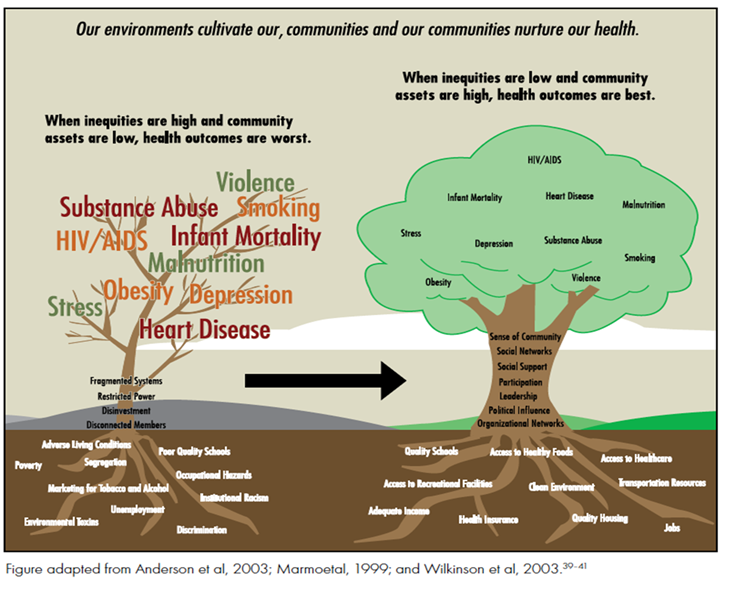 Our environments cultivate our, communities and our communities nurture our health.
When inequities are high and community
assets are low, health outcomes are worst.
When inequities are low and community
assets are high, health outcomes are best.
Violence
Substance Abuse
Smoking
HIV/AIDS
Infant Mortality
Malnutrition
Obesity
Stress
Depression
Heart Disease
Fragmented Systems
Restricted Power
Disinvestment
Disconnected Members
Adverse Living Conditions
Poor Quality Schools
Poverty
Segregation
Occupational Hazards
Marketing for Tobacco and Alcohol
Institutional Racism
Unemployment
Environmental Toxins
Discrimination
HIV/AIDS
Infant Mortality
Heart Disease
Malnutrition
Stress
Depression
Substance Abuse
Smoking
Obesity
Violence
Sense of Community
Social Networks
Social Support
Participation
Leadership
Political Influence
Organizational Networks
Quality Schools
Access to Healthy Foods
Access to Healthcare
Access to Recreational Facilities
Clean Environment
Transportation Resources
Adequate Income
Health Insurance
Quality Housing
Jobs
Figure adapted from Anderson et al, 2003; Marmoetal, 1999; and Wilkinson et al, 2003.39-41